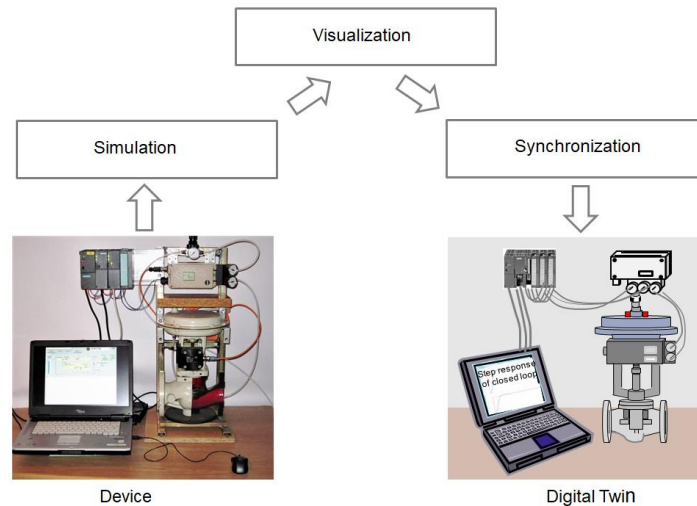 Visualization
Simulation
Synchronization
Step response
of closed loop
Device
Digital Twin